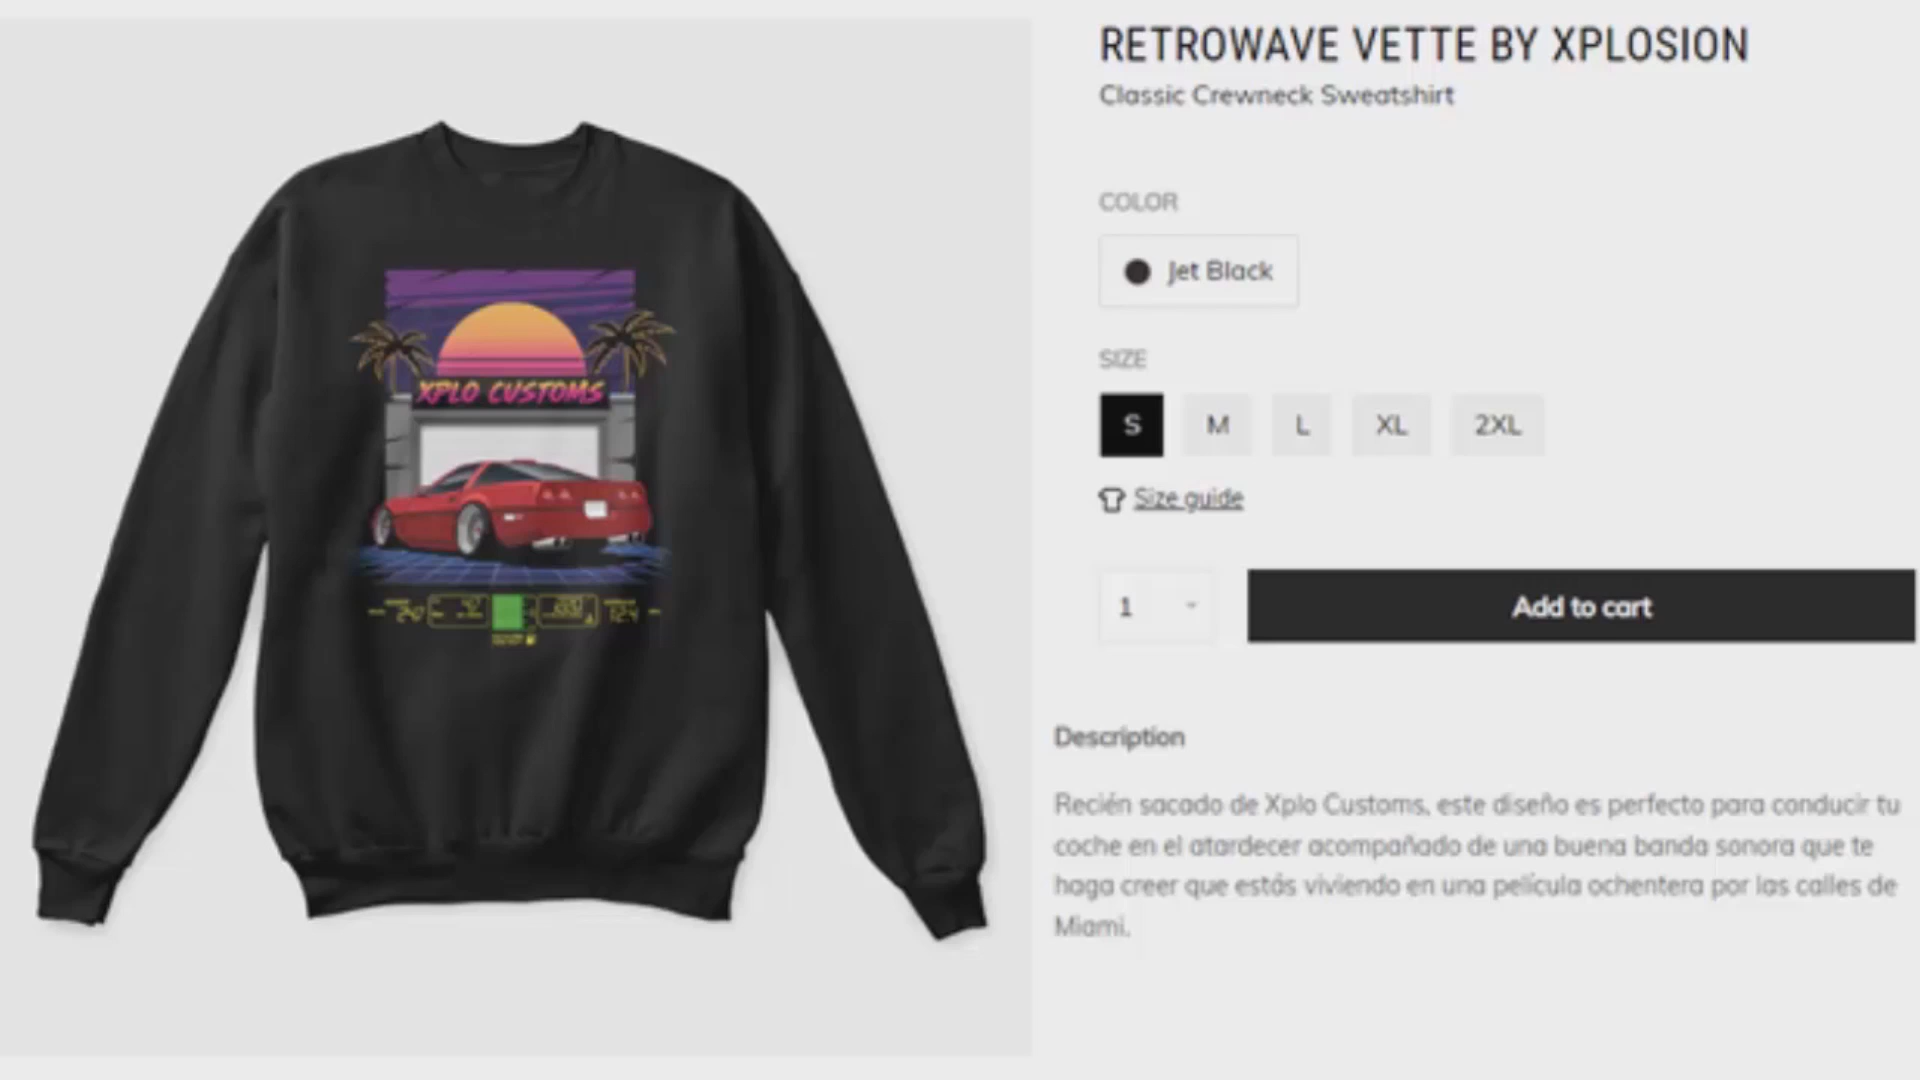 RETROWAVE VETTE BY XPLOSION
Classic Crewneck Sweatshirt
COLOR
Jet Black
SIZE
S M L XL 2XL
Size guide
1
Add to cart
Description
Recién sacado de Xplo Customs, este diseño es perfecto para conducir tu
coche en el atardecer acompañado de una buena banda sonora que te
haga creer que estás viviendo en una película ochentera por las calles de
Miami.
XPLO CUSTOMS